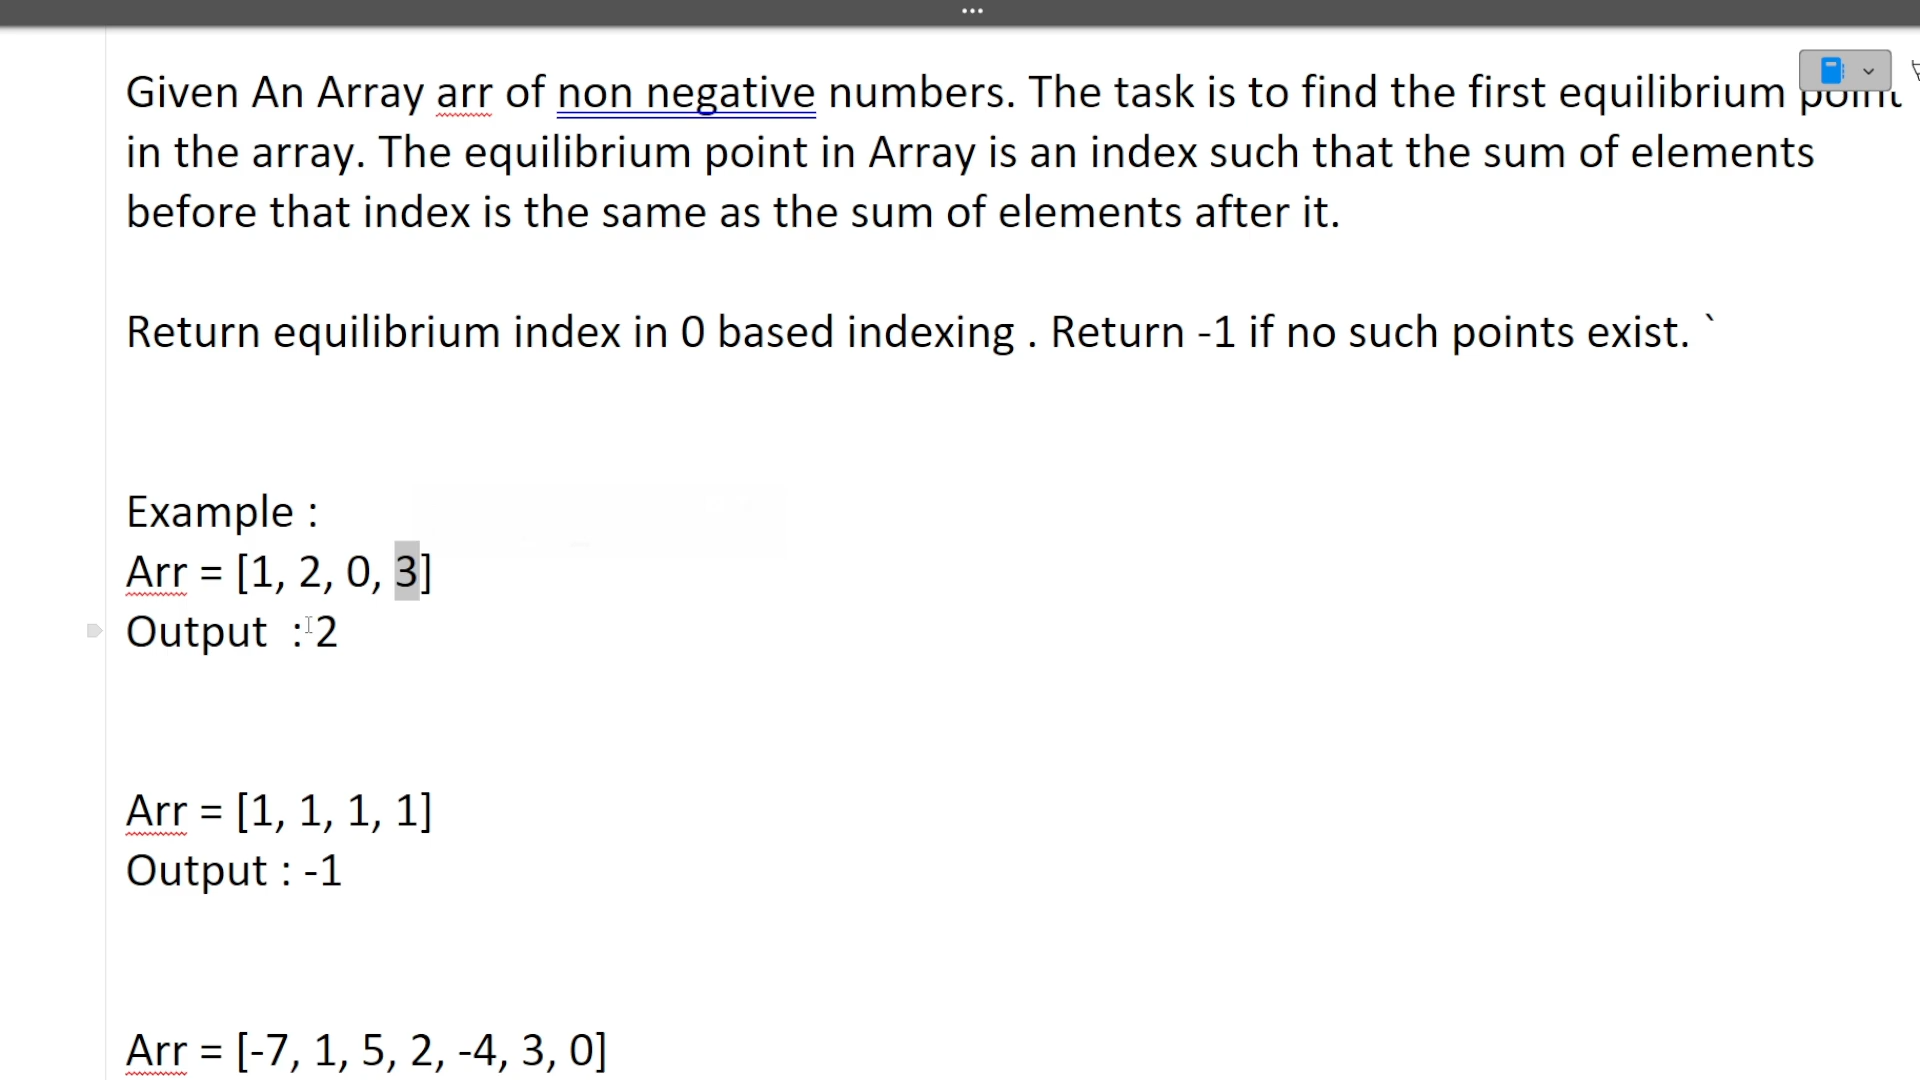 Given An Array arr of non negative numbers. The task is to find the first equilibrium point
in the array. The equilibrium point in Array is an index such that the sum of elements
before that index is the same as the sum of elements after it.
Return equilibrium index in 0 based indexing . Return -1 if no such points exist. `
Example :
Arr = [1, 2, 0, 3]
Output  : 2
Arr = [1, 1, 1, 1]
Output : -1
Arr = [-7, 1, 5, 2, -4, 3, 0]